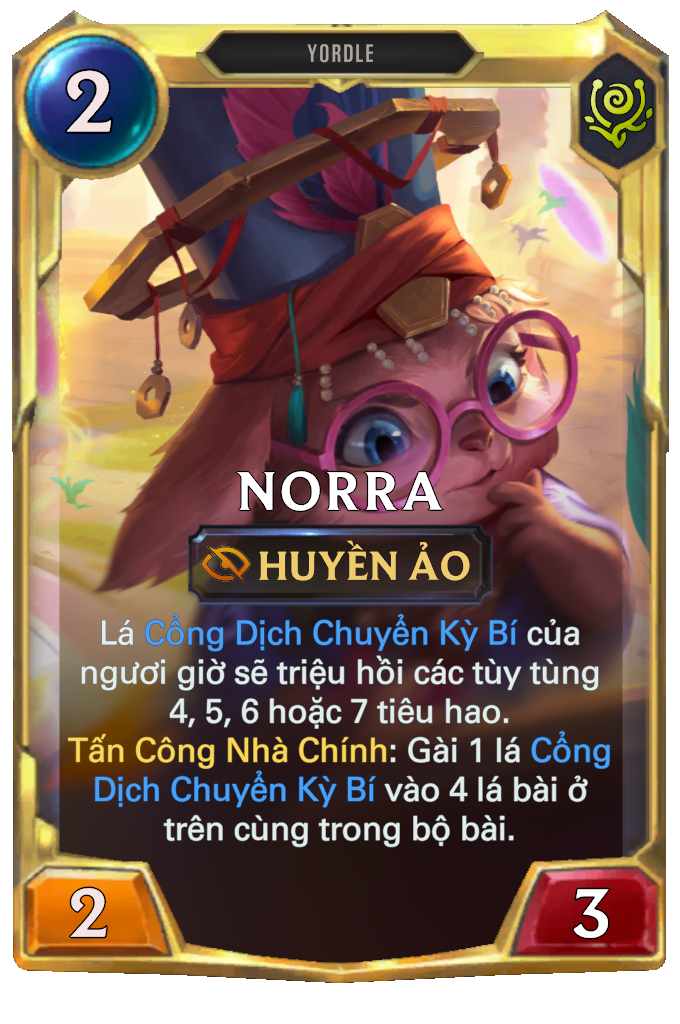 YORDLE
2
NORRA
HUYỀN ẢO
Lá Cổng Dịch Chuyển Kỳ Bí của
ngươi giờ sẽ triệu hồi các tùy tùng
4, 5, 6 hoặc 7 tiêu hao.
Tấn Công Nhà Chính: Gài 1 lá Cổng
Dịch Chuyển Kỳ Bí vào 4 lá bài ở
trên cùng trong bộ bài.
2
3